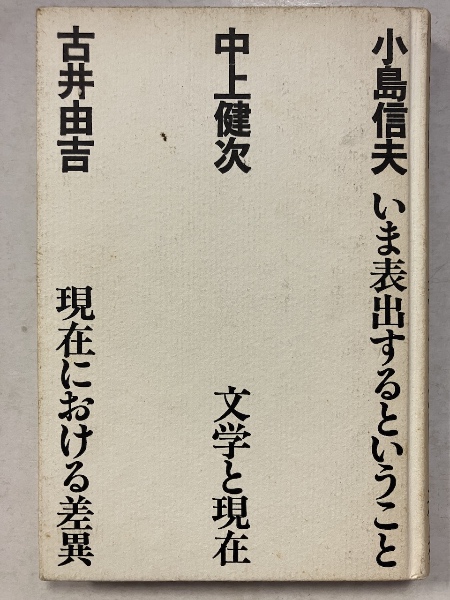 小島信夫 いま表出するということ
中上健次 文学と現在
古井由吉 現在における差異